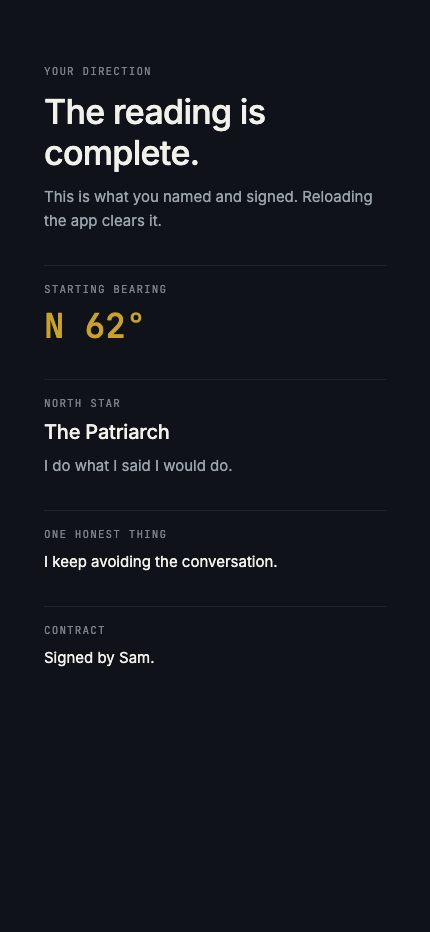 YOUR DIRECTION
The reading is
complete.
This is what you named and signed. Reloading
the app clears it.
STARTING BEARING
N 62°
NORTH STAR
The Patriarch
I do what I said I would do.
ONE HONEST THING
I keep avoiding the conversation.
CONTRACT
Signed by Sam.